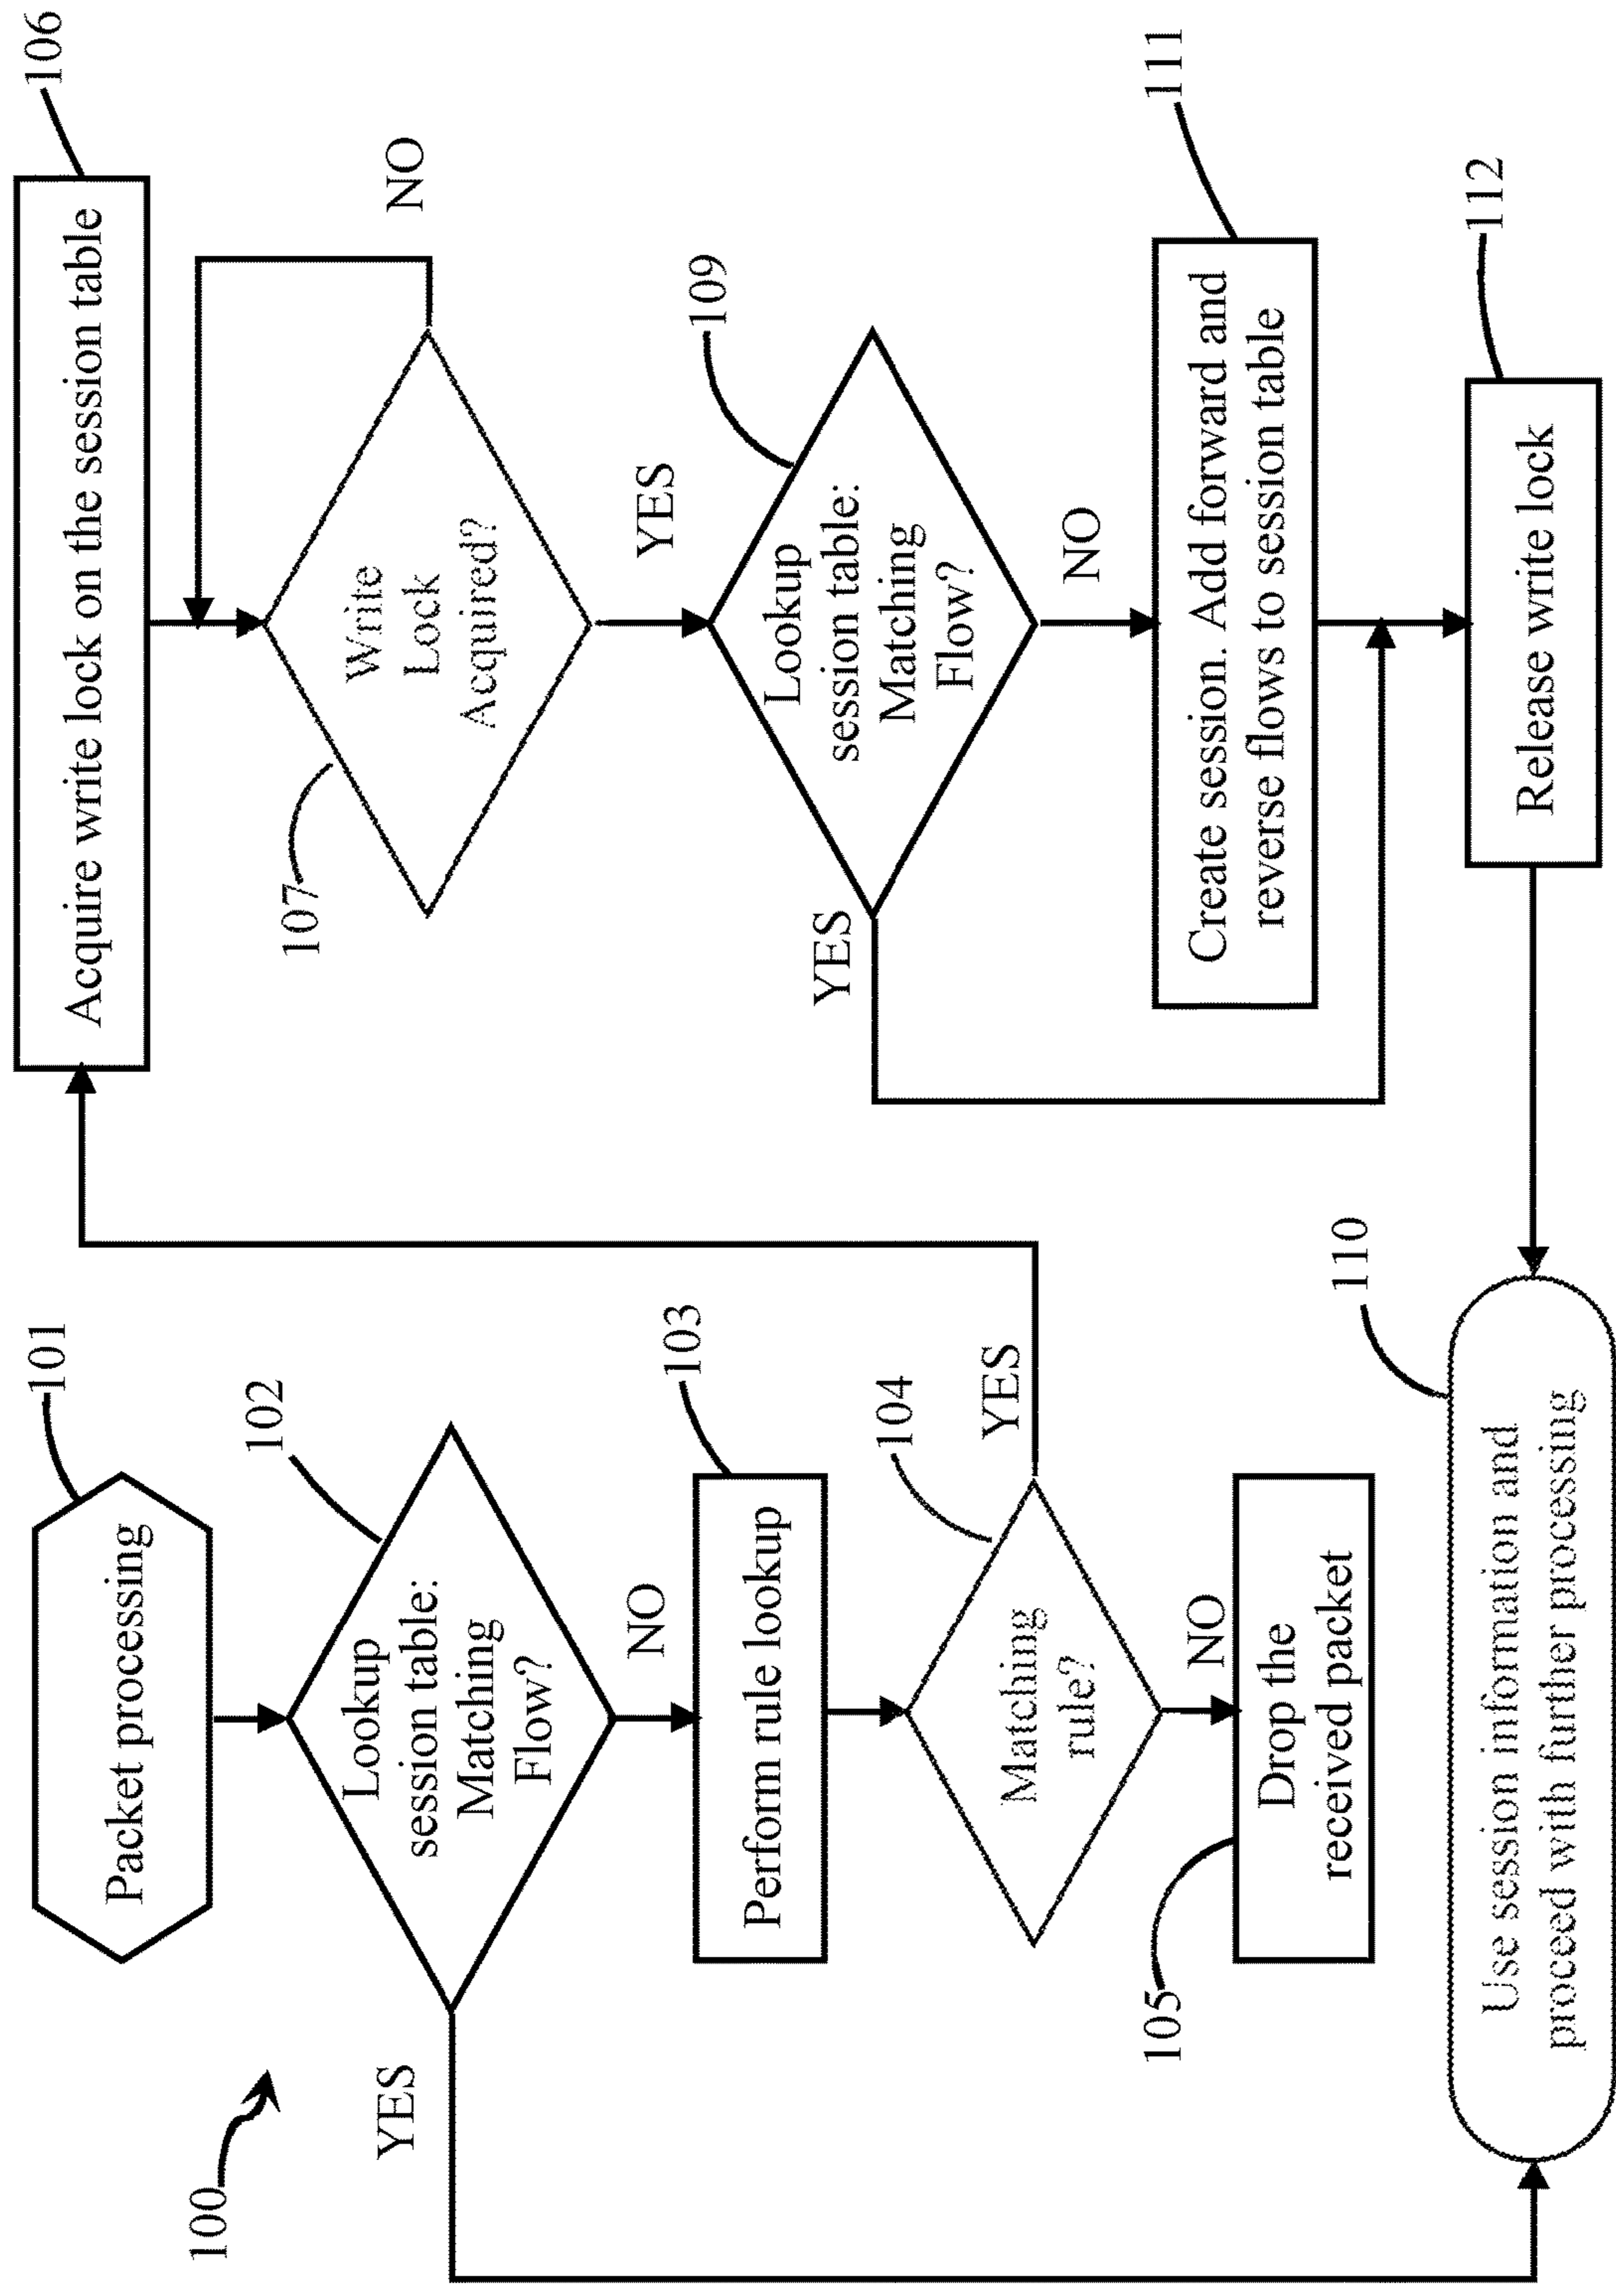 100
101
Packet processing
102
Lookup
session table:
Matching
Flow?
YES
NO
103
Perform rule lookup
104
Matching
rule?
YES
NO
105
Drop the
received packet
106
Acquire write lock on the session table
107
Write
Lock
Acquired?
NO
YES
109
Lookup
session table:
Matching
Flow?
YES
NO
111
Create session. Add forward and
reverse flows to session table
112
Release write lock
110
Use session information and
proceed with further processing